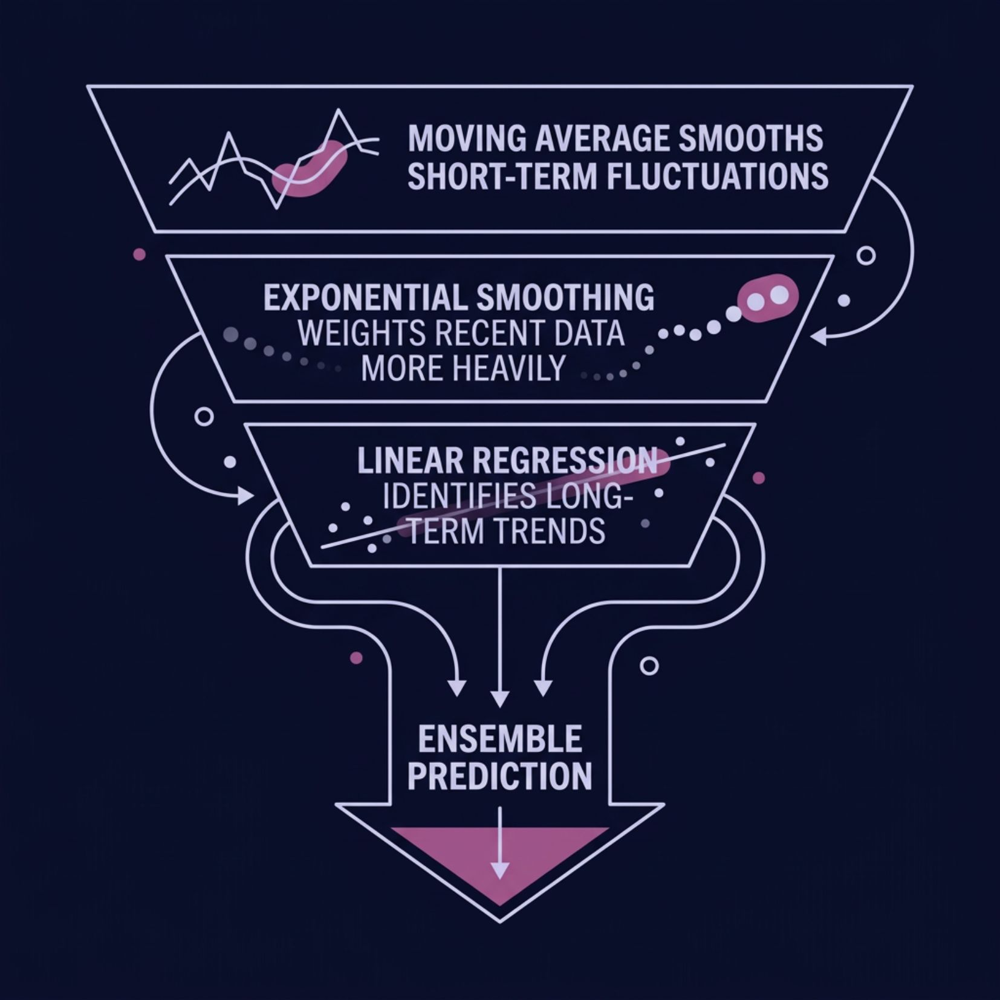 MOVING AVERAGE SMOOTHS
SHORT-TERM FLUCTUATIONS
EXPONENTIAL SMOOTHING
WEIGHTS RECENT DATA
MORE HEAVILY
LINEAR REGRESSION
IDENTIFIES LONG-
TERM TRENDS
ENSEMBLE
PREDICTION